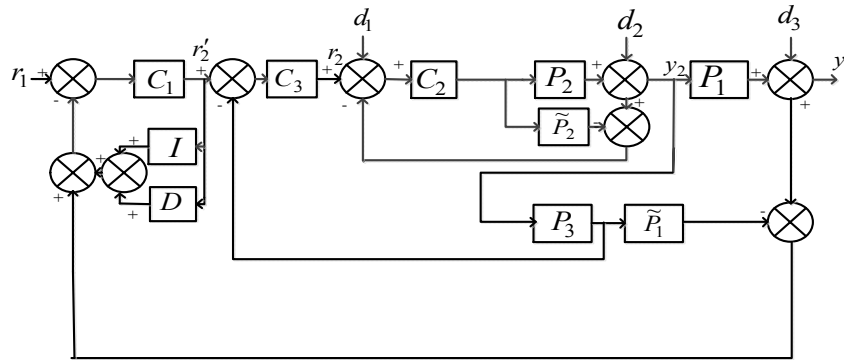 d₁
d₂
d₃
r₁
+
-
C₁
r₂′
+
-
C₃
r₂
+
-
+
C₂
P₂
+
y₂
P₁
+
y
+
+
P̃₂
-
+
+
I
+
-
+
D
+
P₃
P̃₁
-